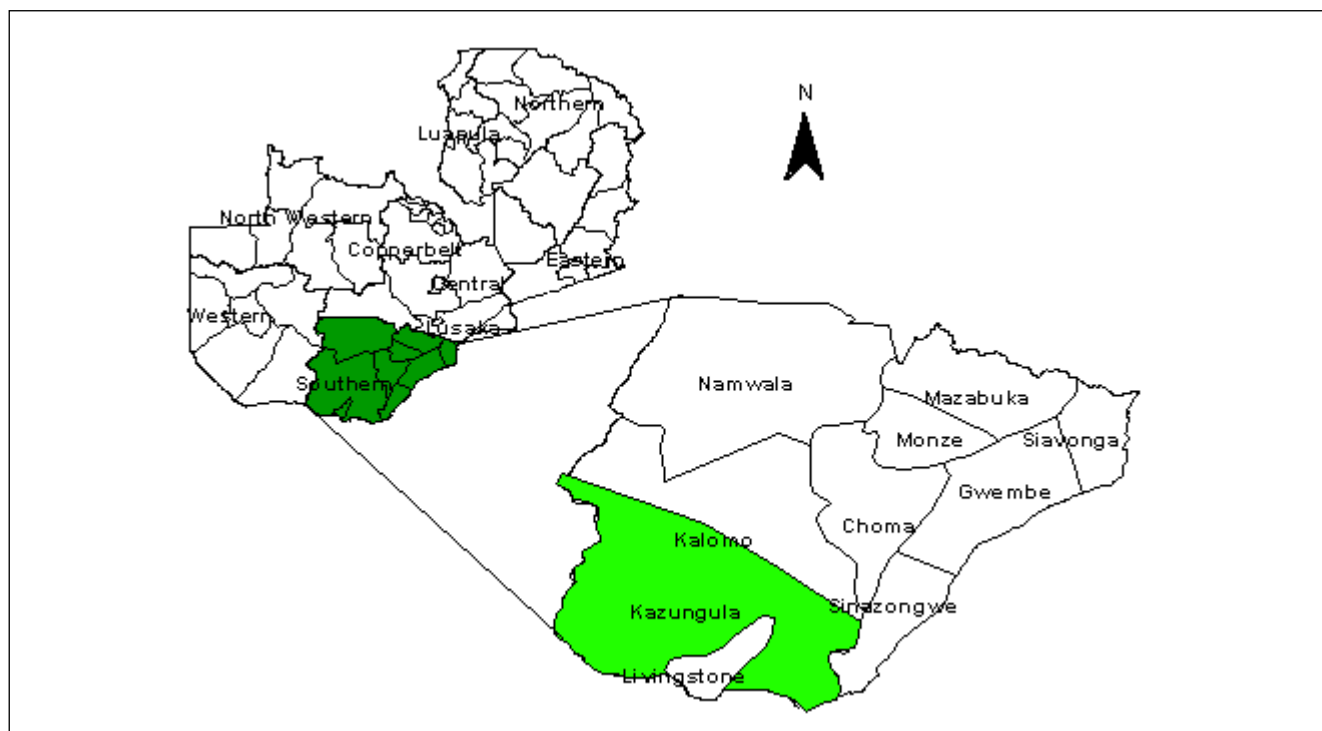 N
Northern
Luapula
North Western
Copperbelt
Eastern
Central
Western
Lusaka
Southern
Namwala
Mazabuka
Monze
Siavonga
Gwembe
Choma
Kalomo
Sinazongwe
Kazungula
Livingstone